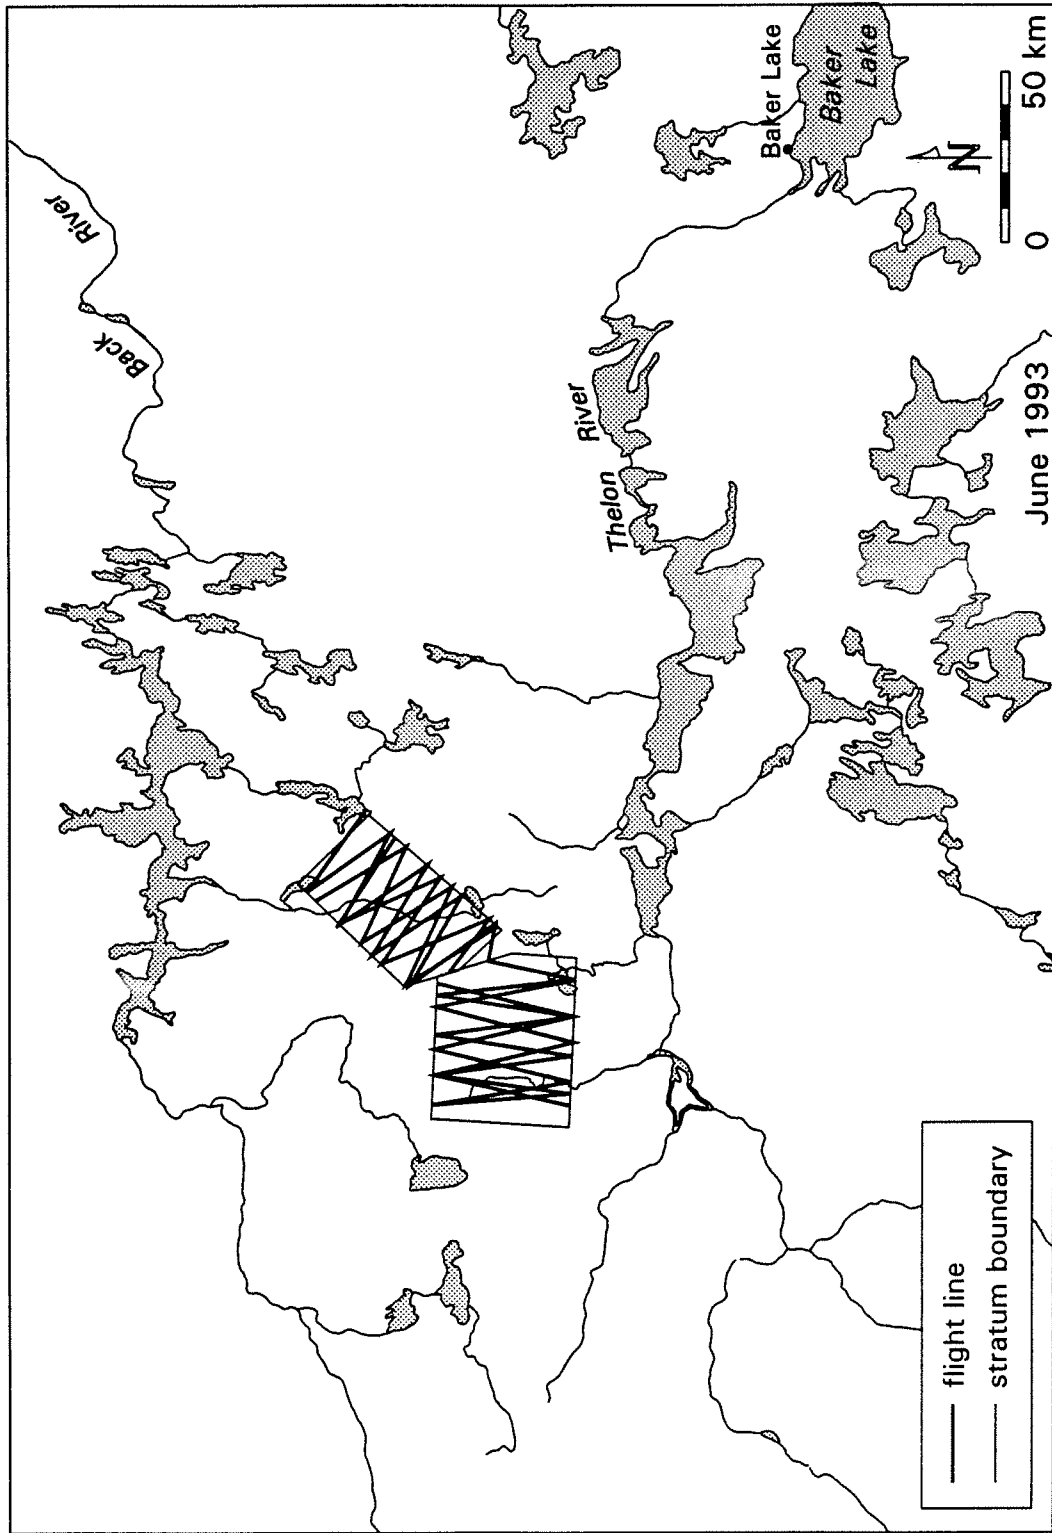 Back
River
Thelon
River
Baker Lake
Baker
Lake
N
0
50 km
June 1993
flight line
stratum boundary